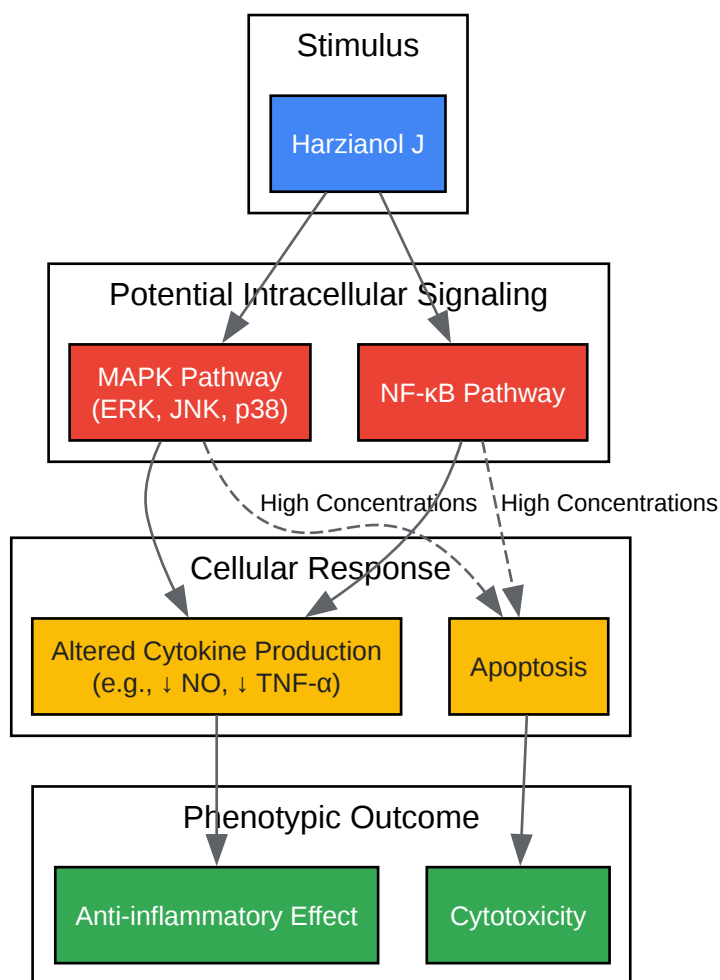 Stimulus
Harzianol J
Potential Intracellular Signaling
MAPK Pathway
(ERK, JNK, p38)
NF-κB Pathway
High Concentrations
High Concentrations
Cellular Response
Altered Cytokine Production
(e.g., ↓ NO, ↓ TNF-α)
Apoptosis
Phenotypic Outcome
Anti-inflammatory Effect
Cytotoxicity